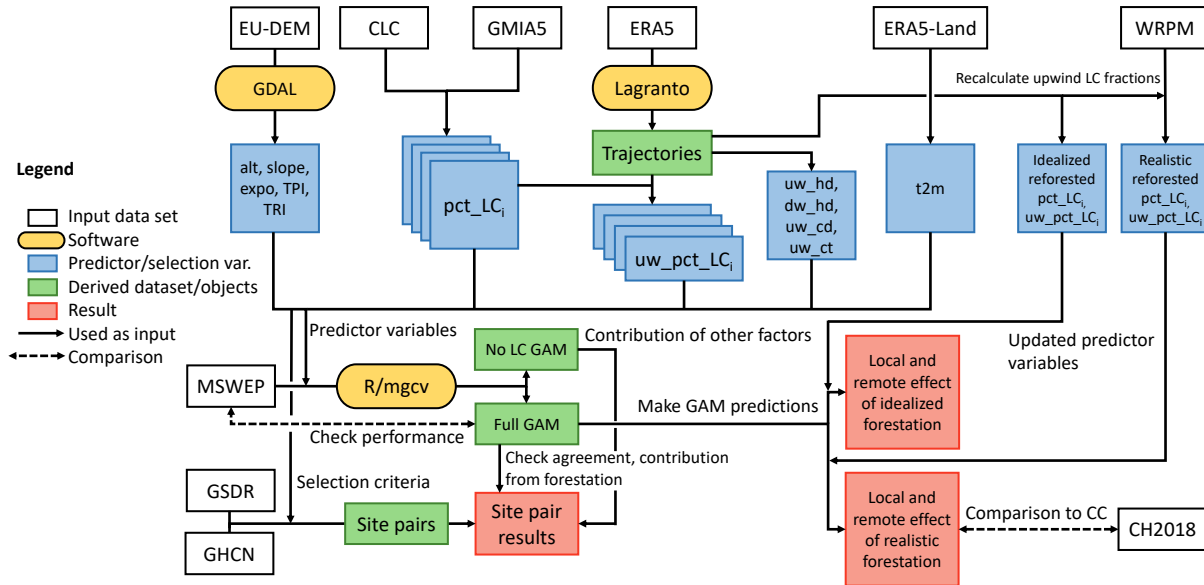 EU-DEM
CLC
GMIA5
ERA5
ERA5-Land
WRPM
GDAL
Lagranto
Recalculate upwind LC fractions
Trajectories
alt, slope,
expo, TPI,
TRI
pct_LCi
uw_pct_LCi
uw_hd,
dw_hd,
uw_cd,
uw_ct
t2m
Idealized
reforested
pct_LCi,
uw_pct_LCi
Realistic
reforested
pct_LCi,
uw_pct_LCi
Legend
Input data set
Software
Predictor/selection var.
Derived dataset/objects
Result
Used as input
Comparison
Predictor variables
No LC GAM
Contribution of other factors
Updated predictor
variables
MSWEP
R/mgcv
Full GAM
Check performance
Make GAM predictions
Local and
remote effect
of idealized
forestation
Check agreement, contribution
from forestation
Selection criteria
GSDR
GHCN
Site pairs
Site pair
results
Local and
remote effect
of realistic
forestation
Comparison to CC
CH2018